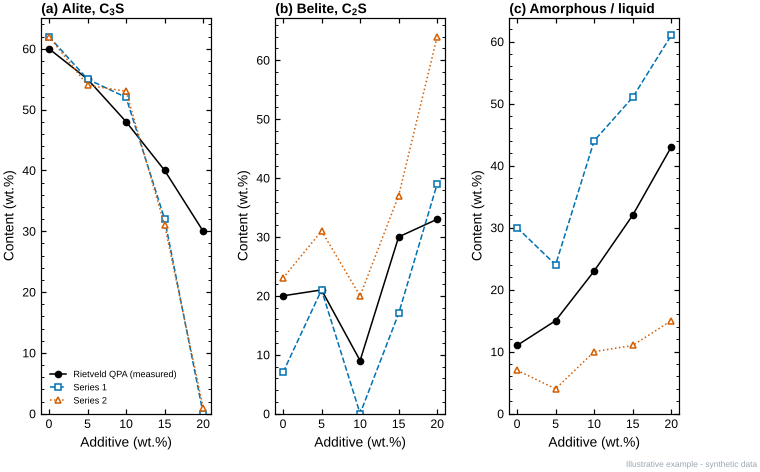 (a) Alite, C₃S
(b) Belite, C₂S
(c) Amorphous / liquid
Content (wt.%)
60
50
40
30
20
10
0
Rietveld QPA (measured)
Series 1
Series 2
0 5 10 15 20
Additive (wt.%)
Content (wt.%)
60
50
40
30
20
10
0
0 5 10 15 20
Additive (wt.%)
Content (wt.%)
60
50
40
30
20
10
0
0 5 10 15 20
Additive (wt.%)
Illustrative example - synthetic data